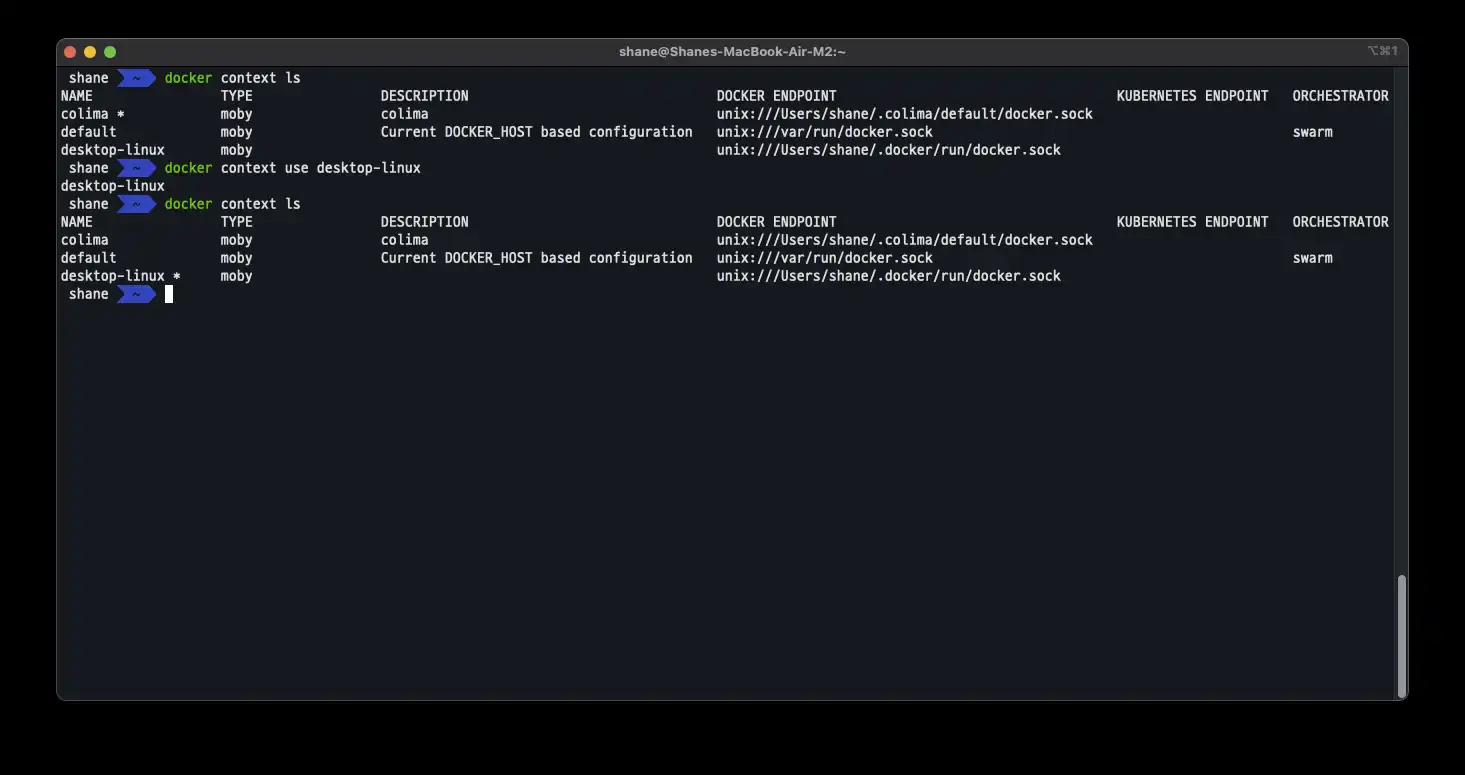 shane@Shanes-MacBook-Air-M2:~ ⌥⌘1
shane ~ docker context ls
NAME TYPE DESCRIPTION DOCKER ENDPOINT KUBERNETES ENDPOINT ORCHESTRATOR
colima * moby colima unix:///Users/shane/.colima/default/docker.sock
default moby Current DOCKER_HOST based configuration unix:///var/run/docker.sock swarm
desktop-linux moby unix:///Users/shane/.docker/run/docker.sock
shane ~ docker context use desktop-linux
desktop-linux
shane ~ docker context ls
NAME TYPE DESCRIPTION DOCKER ENDPOINT KUBERNETES ENDPOINT ORCHESTRATOR
colima moby colima unix:///Users/shane/.colima/default/docker.sock
default moby Current DOCKER_HOST based configuration unix:///var/run/docker.sock swarm
desktop-linux * moby unix:///Users/shane/.docker/run/docker.sock
shane ~